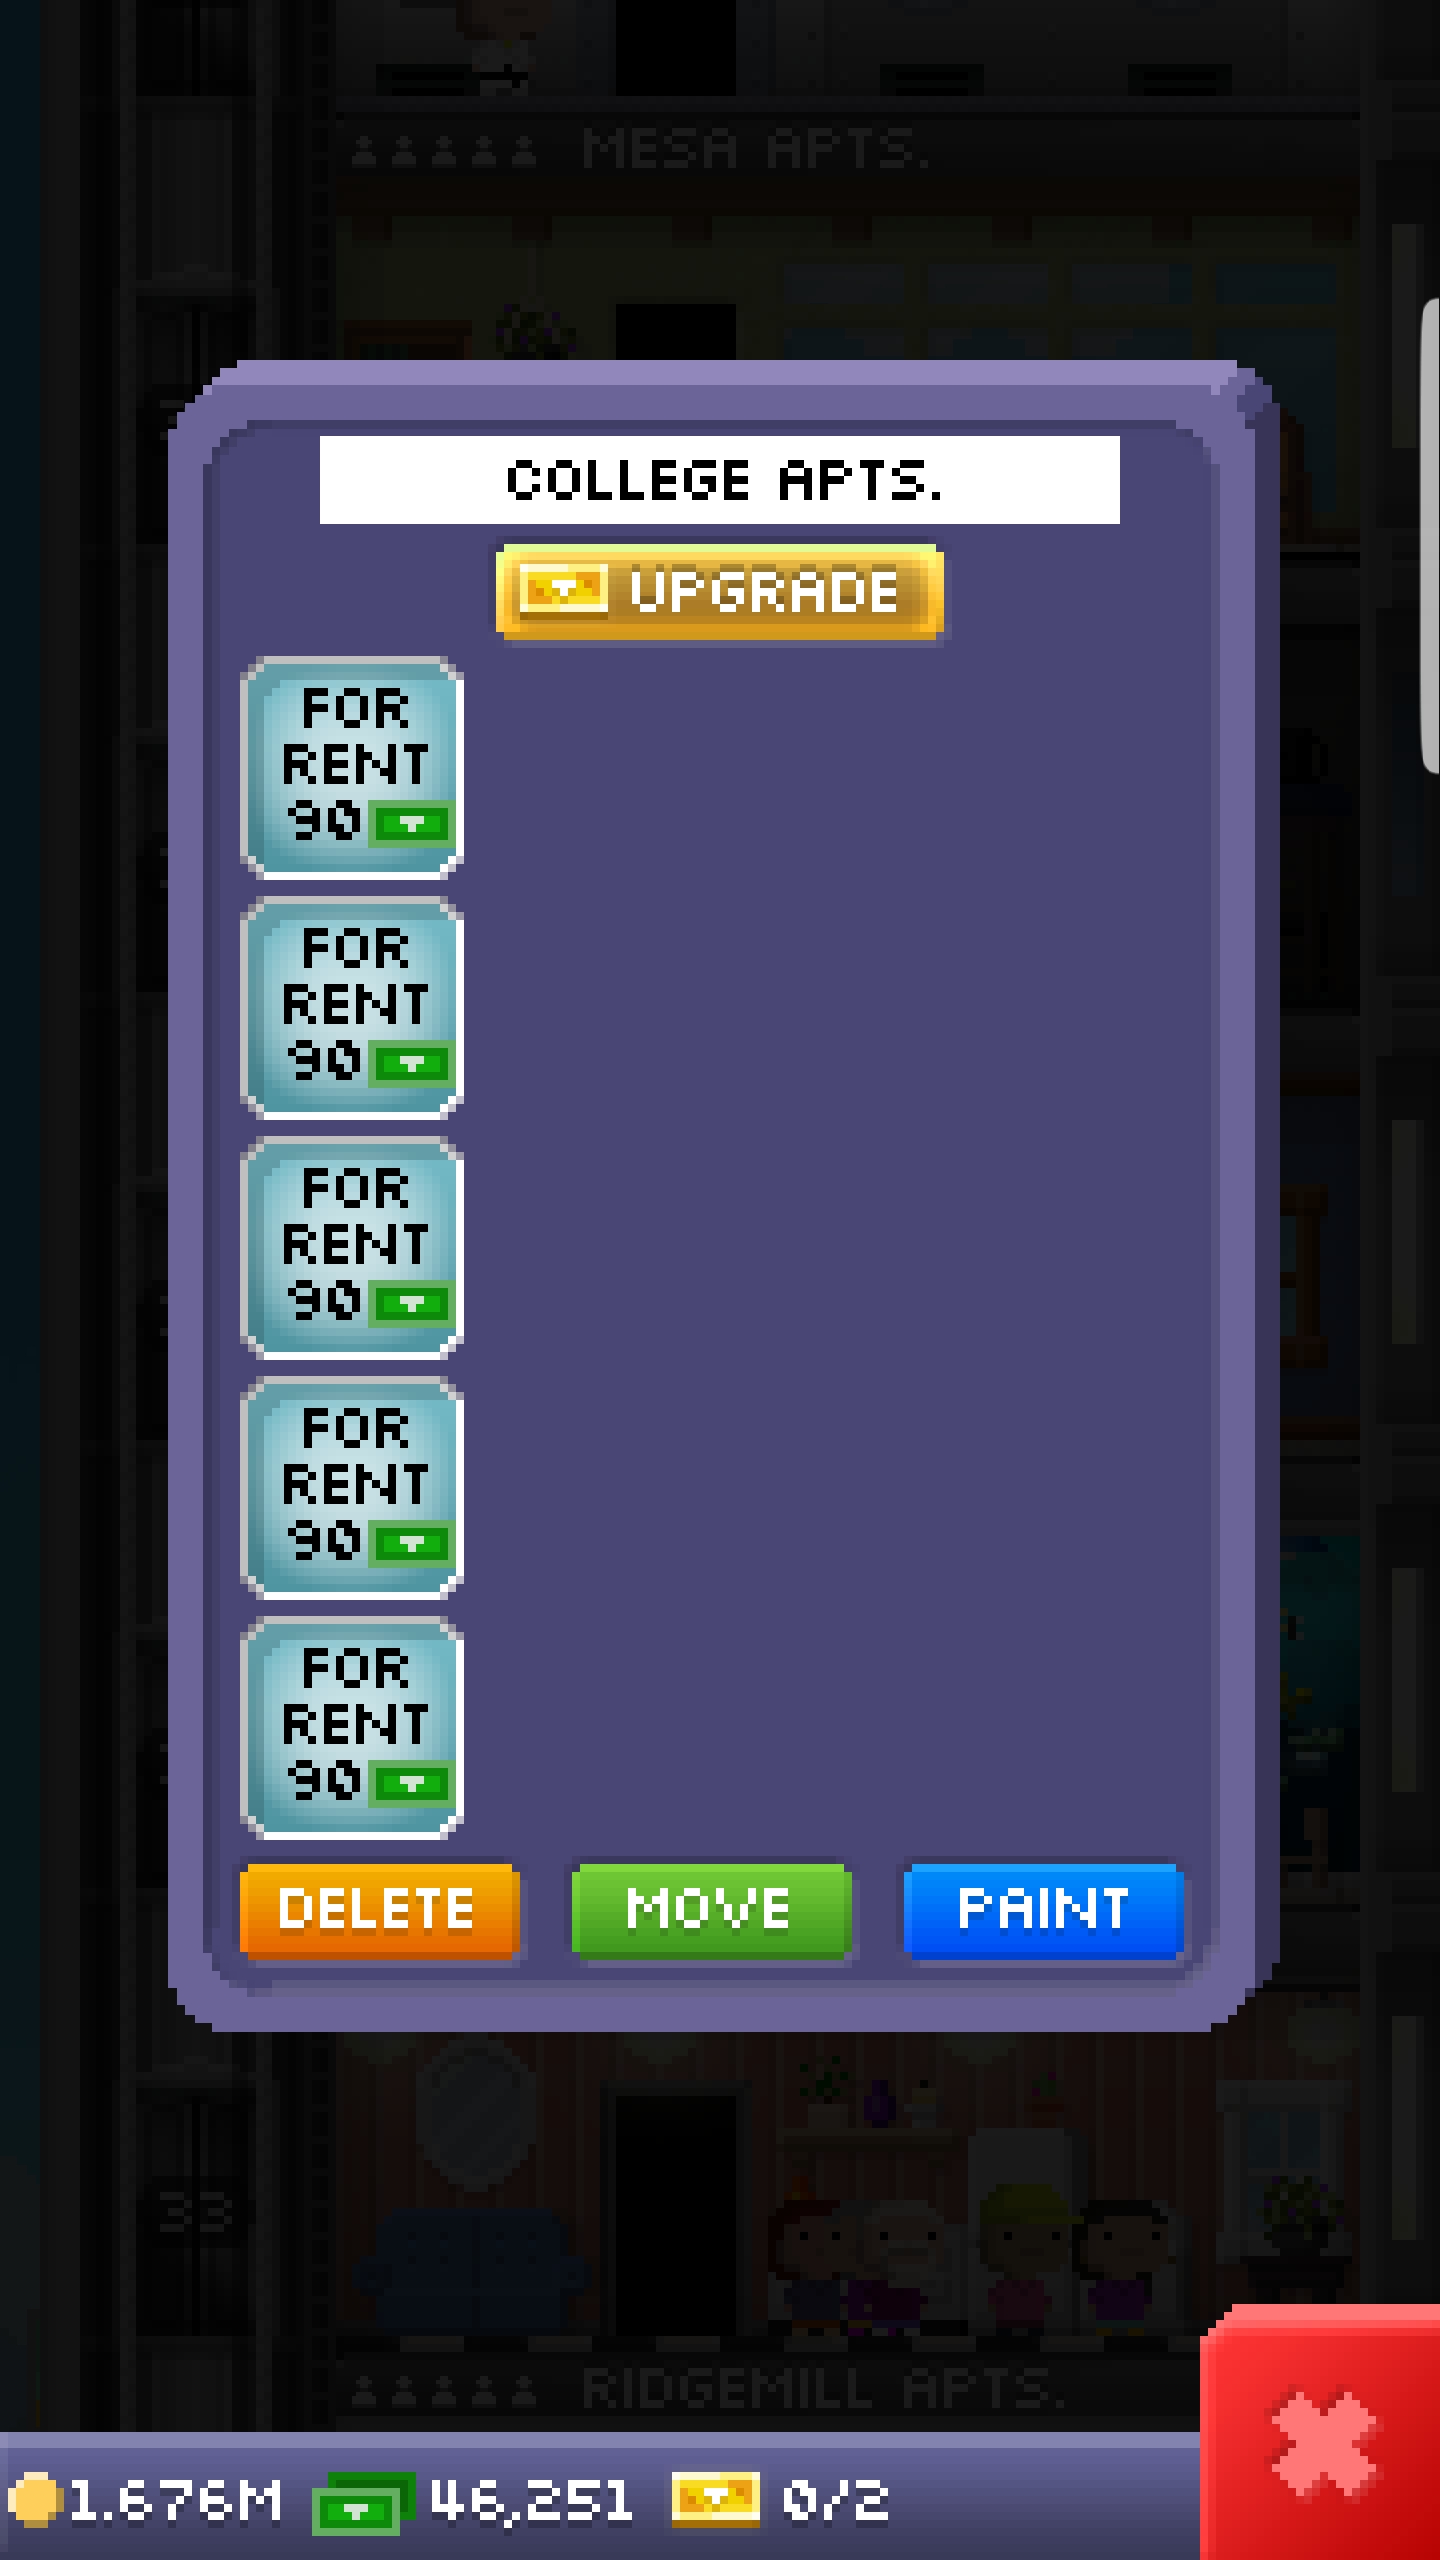 MESA APTS.
COLLEGE APTS.
UPGRADE
FOR
RENT
90
FOR
RENT
90
FOR
RENT
90
FOR
RENT
90
FOR
RENT
90
DELETE MOVE PAINT
33
RIDGEMILL APTS.
1.676M 46,251 0/2